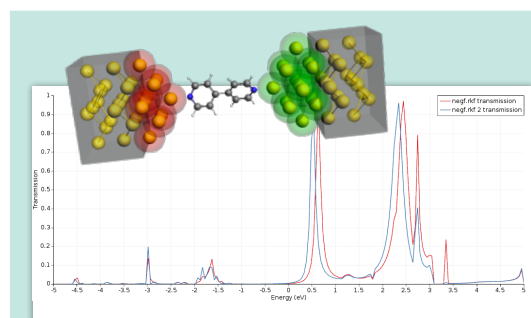 1
0.9
0.8
0.7
0.6
0.5
0.4
0.3
0.2
0.1
0
Transmission
negf.rkf transmission
negf.rkf 2 transmission
-5 -4.5 -4 -3.5 -3 -2.5 -2 -1.5 -1 -0.5 0 0.5 1 1.5 2 2.5 3 3.5 4 4.5 5
Energy (eV)